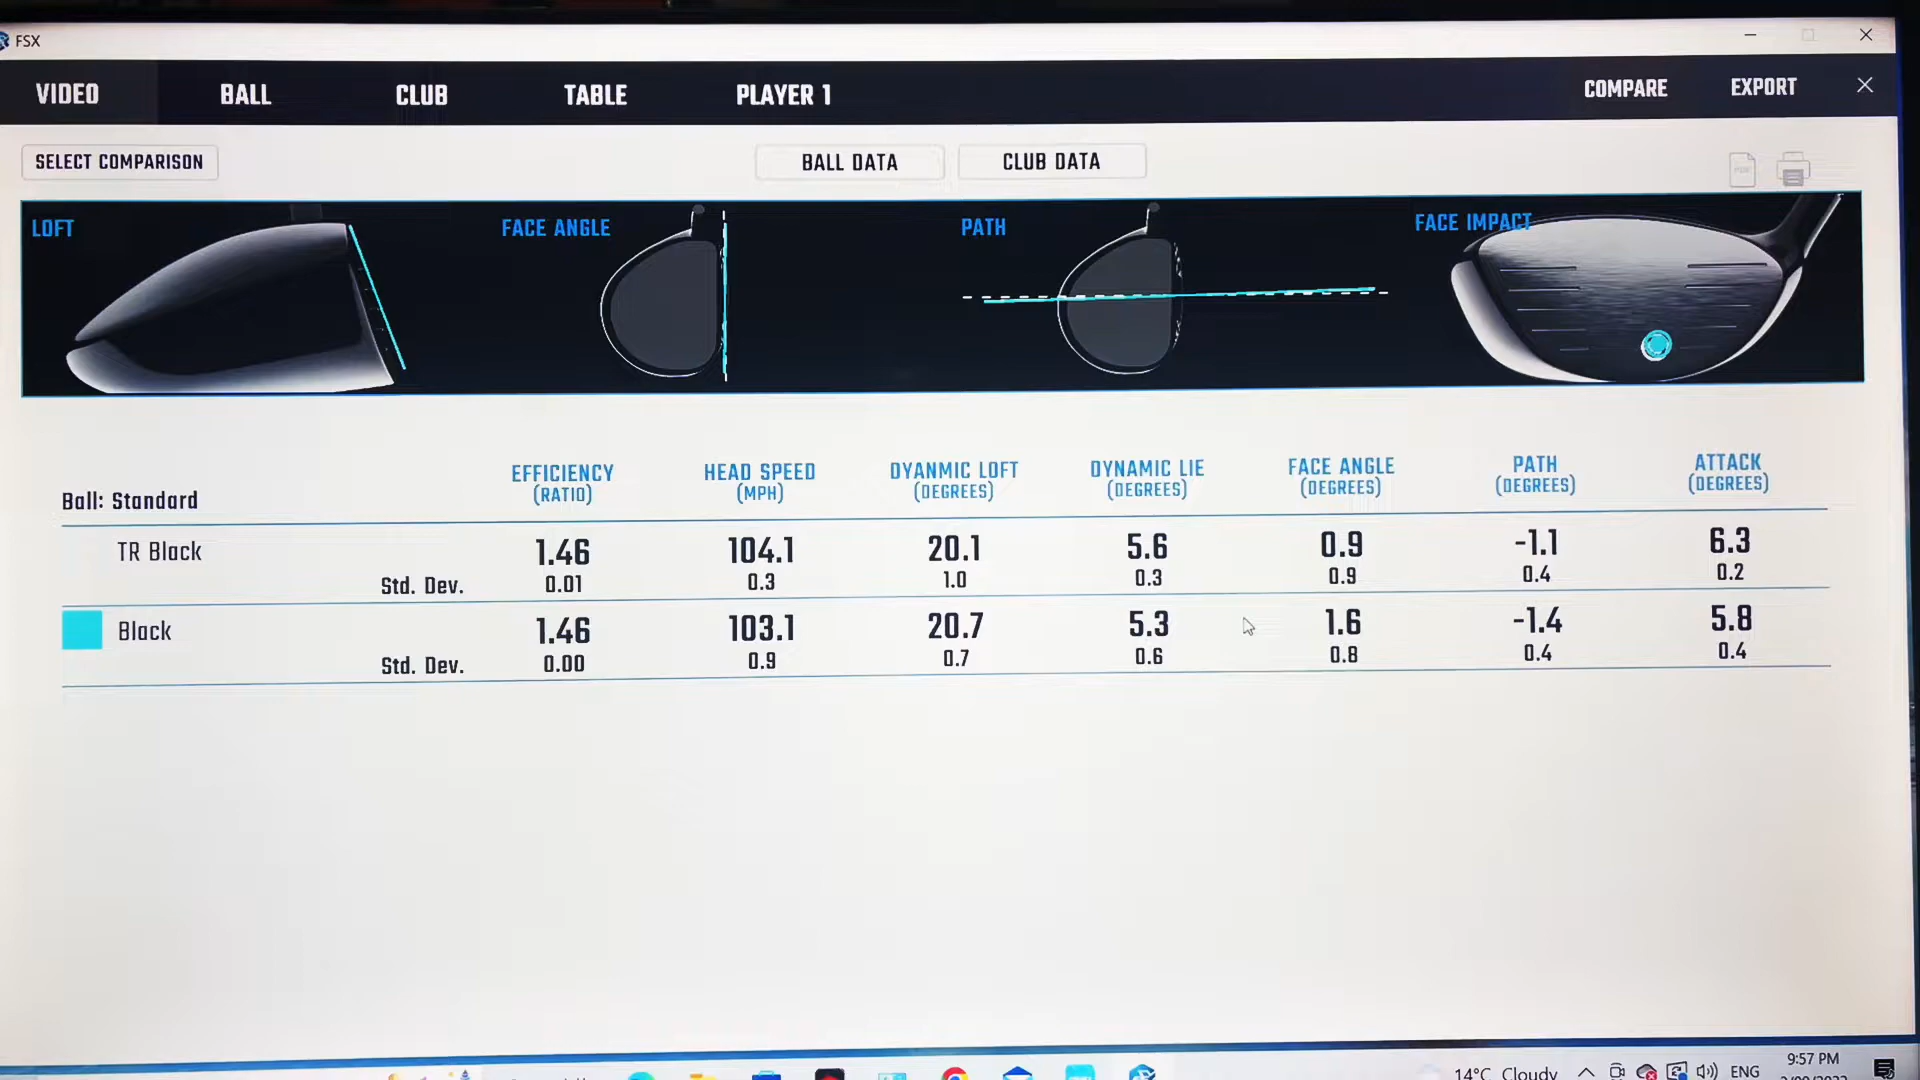 FSX
VIDEO BALL CLUB TABLE PLAYER 1 COMPARE EXPORT
SELECT COMPARISON BALL DATA CLUB DATA
LOFT FACE ANGLE PATH FACE IMPACT
EFFICIENCY HEAD SPEED DYANMIC LOFT DYNAMIC LIE FACE ANGLE PATH ATTACK
Ball: Standard (RATIO) (MPH) (DEGREES) (DEGREES) (DEGREES) (DEGREES) (DEGREES)
TR Black 1.46 104.1 20.1 5.6 0.9 -1.1 6.3
Std. Dev. 0.01 0.3 1.0 0.3 0.9 0.4 0.2
Black 1.46 103.1 20.7 5.3 1.6 -1.4 5.8
Std. Dev. 0.00 0.9 0.7 0.6 0.8 0.4 0.4
14°C Cloudy ENG 9:57 PM